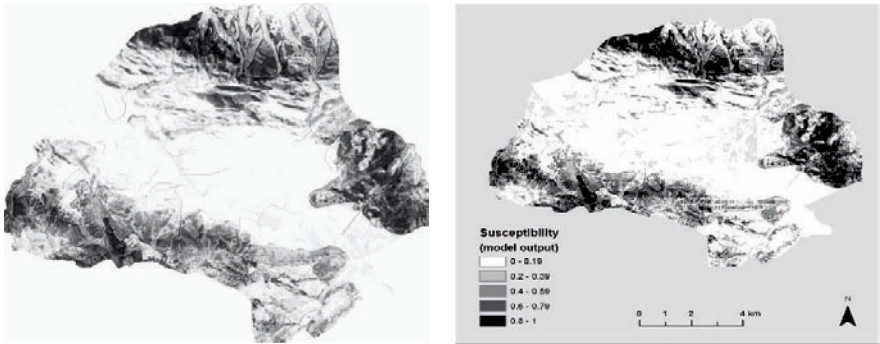 Susceptibility
(model output)
0 - 0.19
0.2 - 0.39
0.4 - 0.59
0.6 - 0.79
0.8 - 1
0 1 2 4 km
N